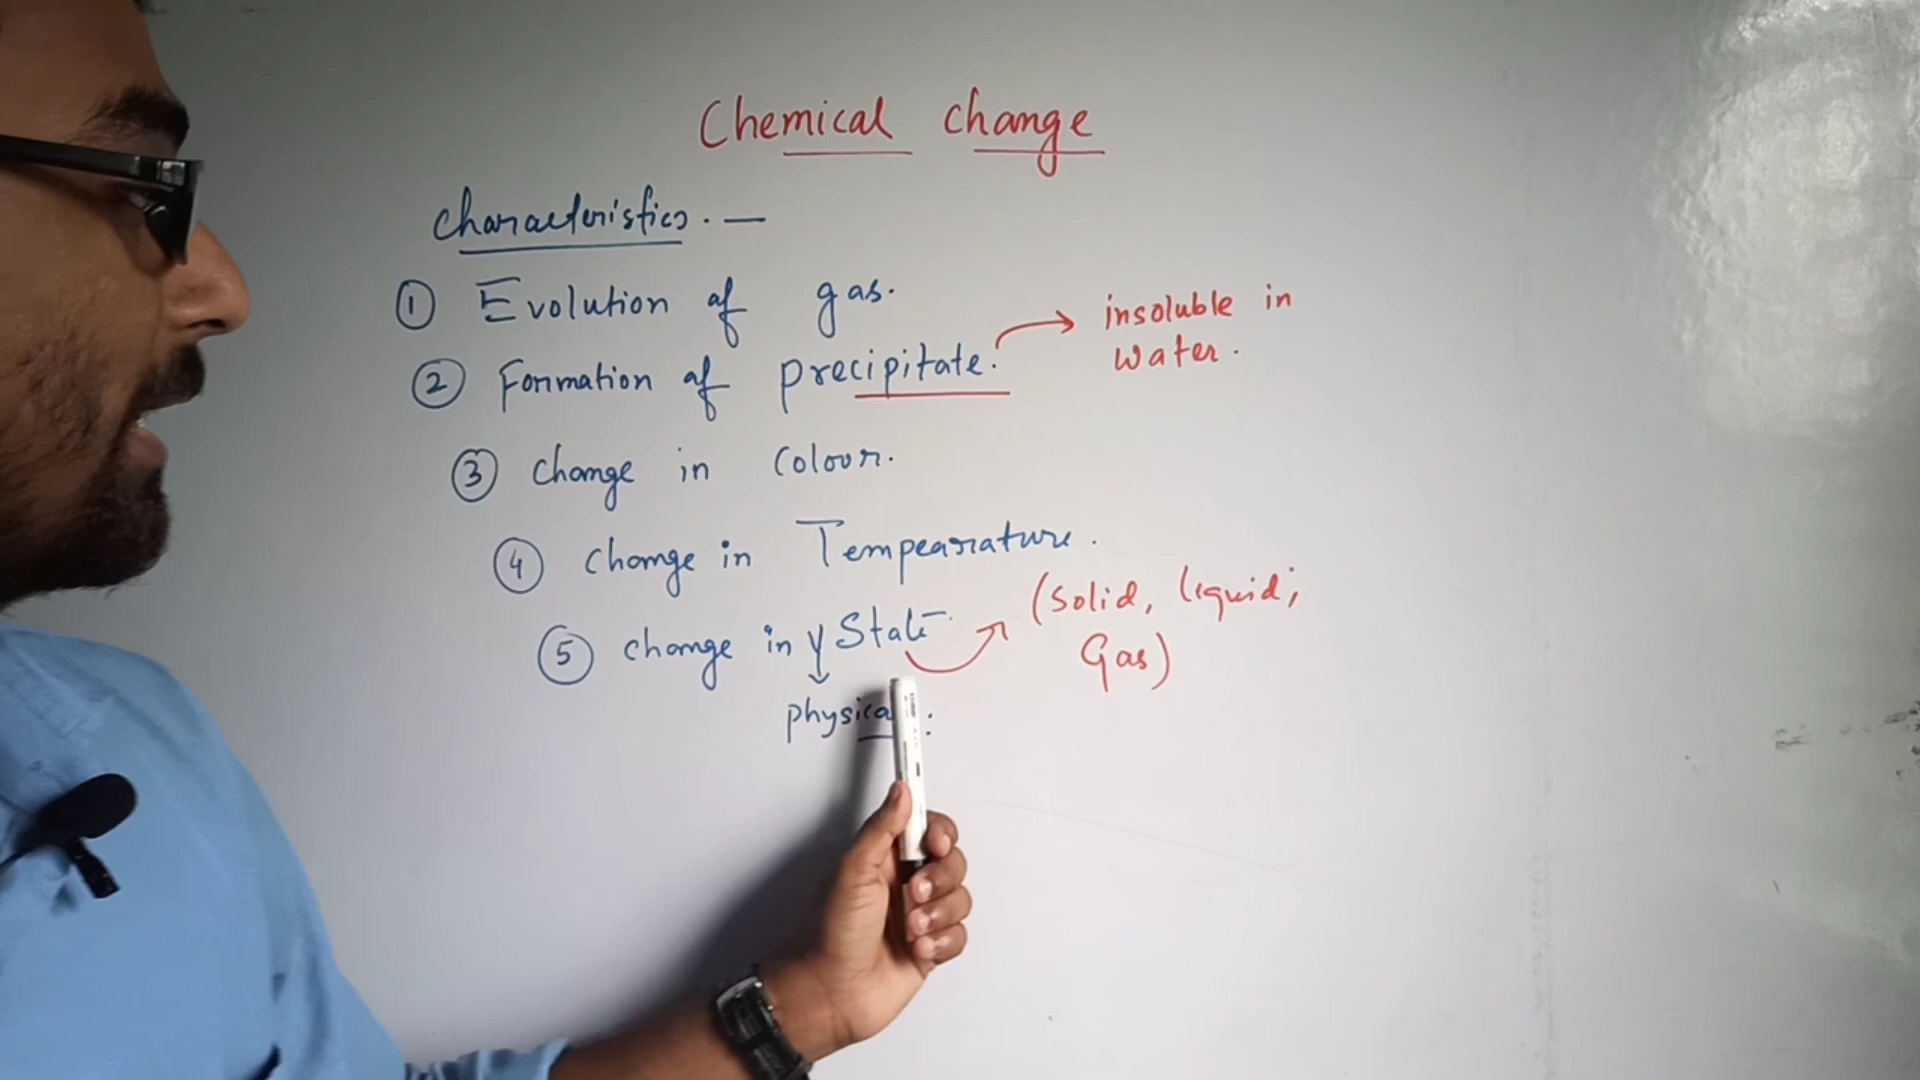 Chemical change
Characteristics. —
① Evolution of gas.
② Formation of precipitate. → insoluble in
water.
③ change in Colour.
④ change in Tempearature.
⑤ change in State → (Solid, liquid,
Gas)
physica